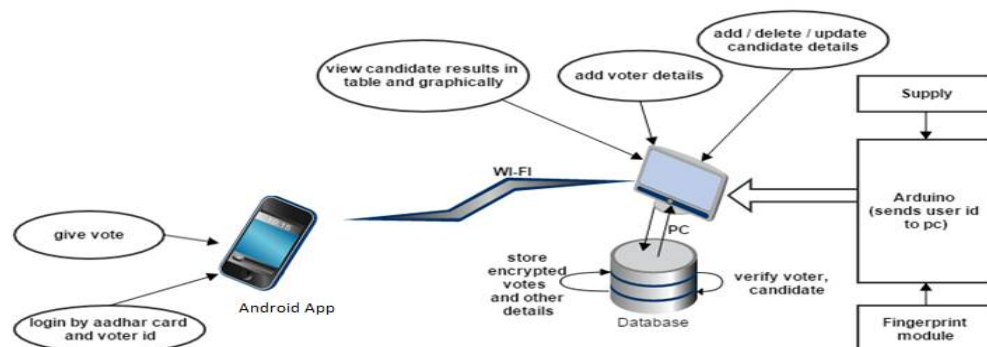 add / delete / update
candidate details
view candidate results in
table and graphically
add voter details
Supply
WI-FI
Arduino
(sends user id
to pc)
give vote
PC
store
encrypted
votes
and other
details
verify voter,
candidate
Android App
login by aadhar card
and voter id
Database
Fingerprint
module